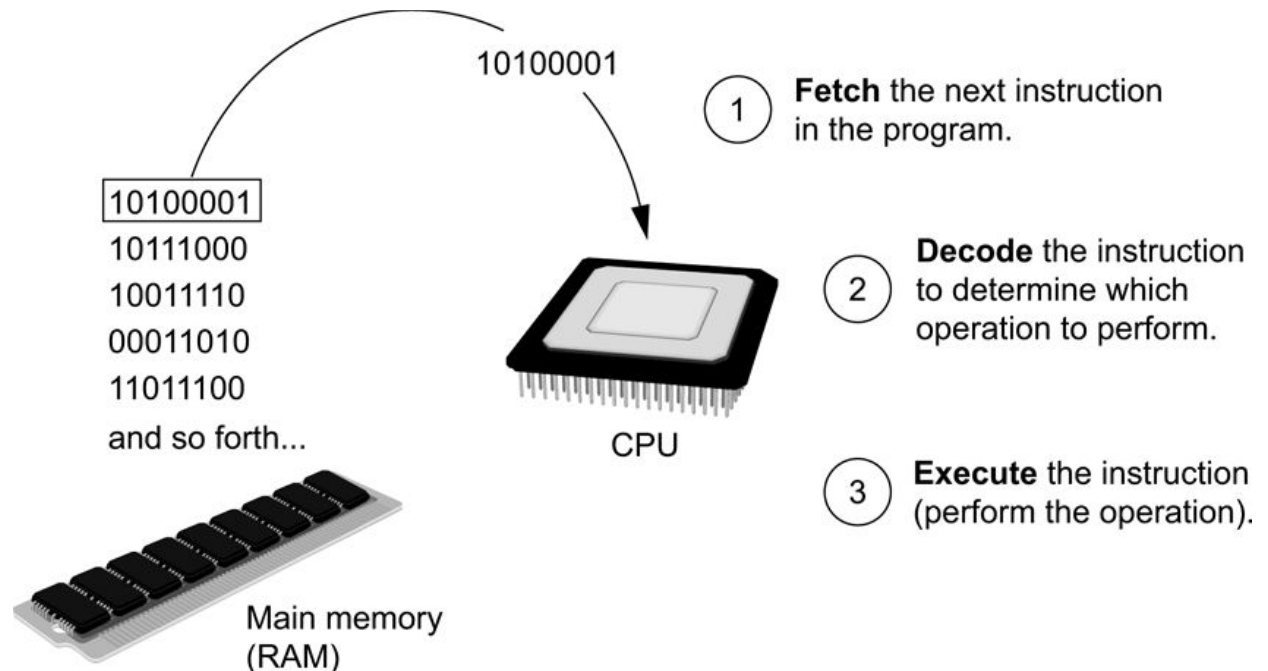 10100001
10100001
10111000
10011110
00011010
11011100
and so forth...
Main memory
(RAM)
CPU
1
Fetch the next instruction
in the program.
2
Decode the instruction
to determine which
operation to perform.
3
Execute the instruction
(perform the operation).